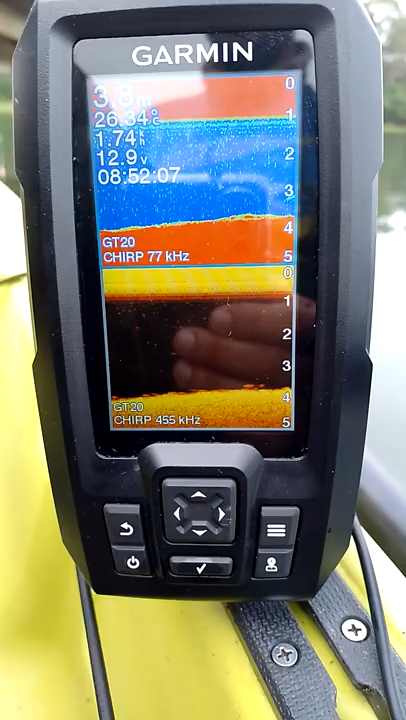 GARMIN
3.8m
26.34°C
1.74 k/h
12.9v
08:52:07
0
1
2
3
4
5
GT20
CHIRP 77 kHz
0
1
2
3
4
5
GT20
CHIRP 455 kHz